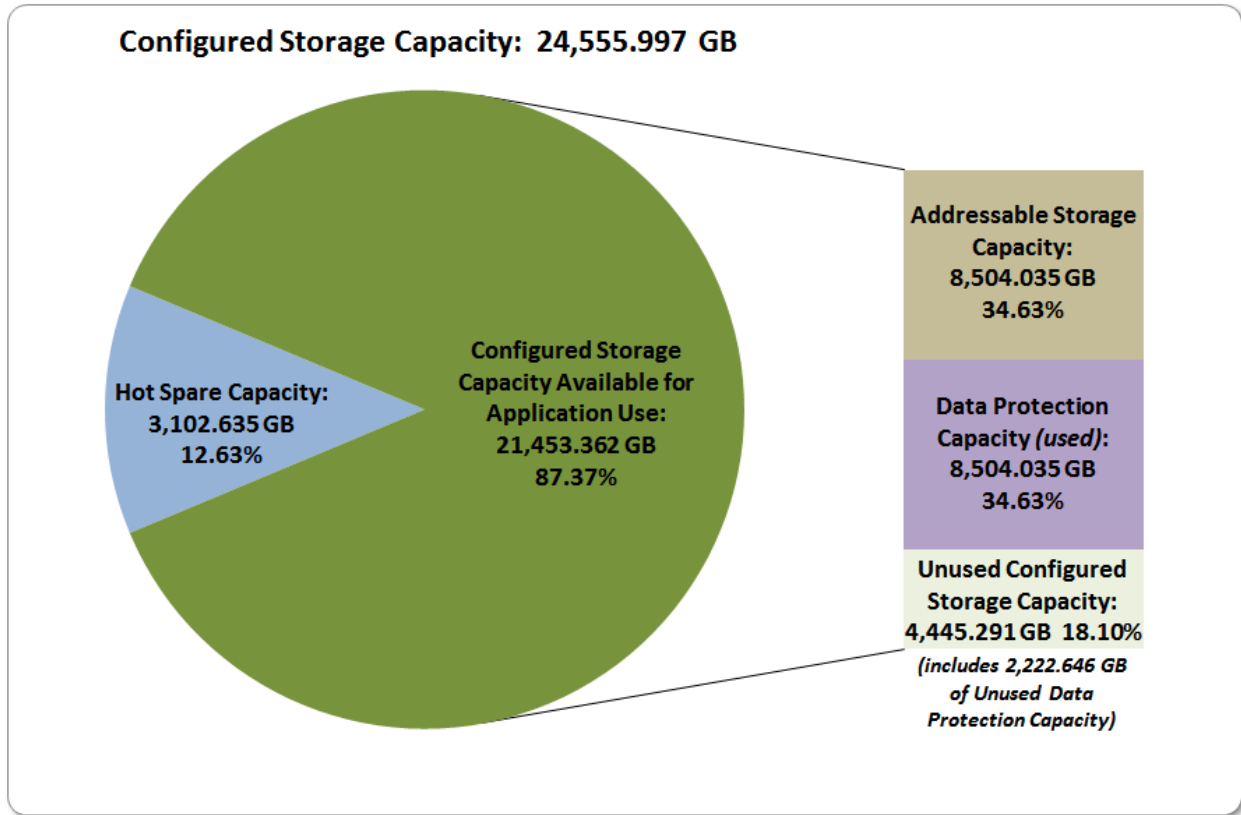 Configured Storage Capacity: 24,555.997 GB
Hot Spare Capacity:
3,102.635 GB
12.63%
Configured Storage
Capacity Available for
Application Use:
21,453.362 GB
87.37%
Addressable Storage
Capacity:
8,504.035 GB
34.63%
Data Protection
Capacity (used):
8,504.035 GB
34.63%
Unused Configured
Storage Capacity:
4,445.291 GB 18.10%
(includes 2,222.646 GB
of Unused Data
Protection Capacity)